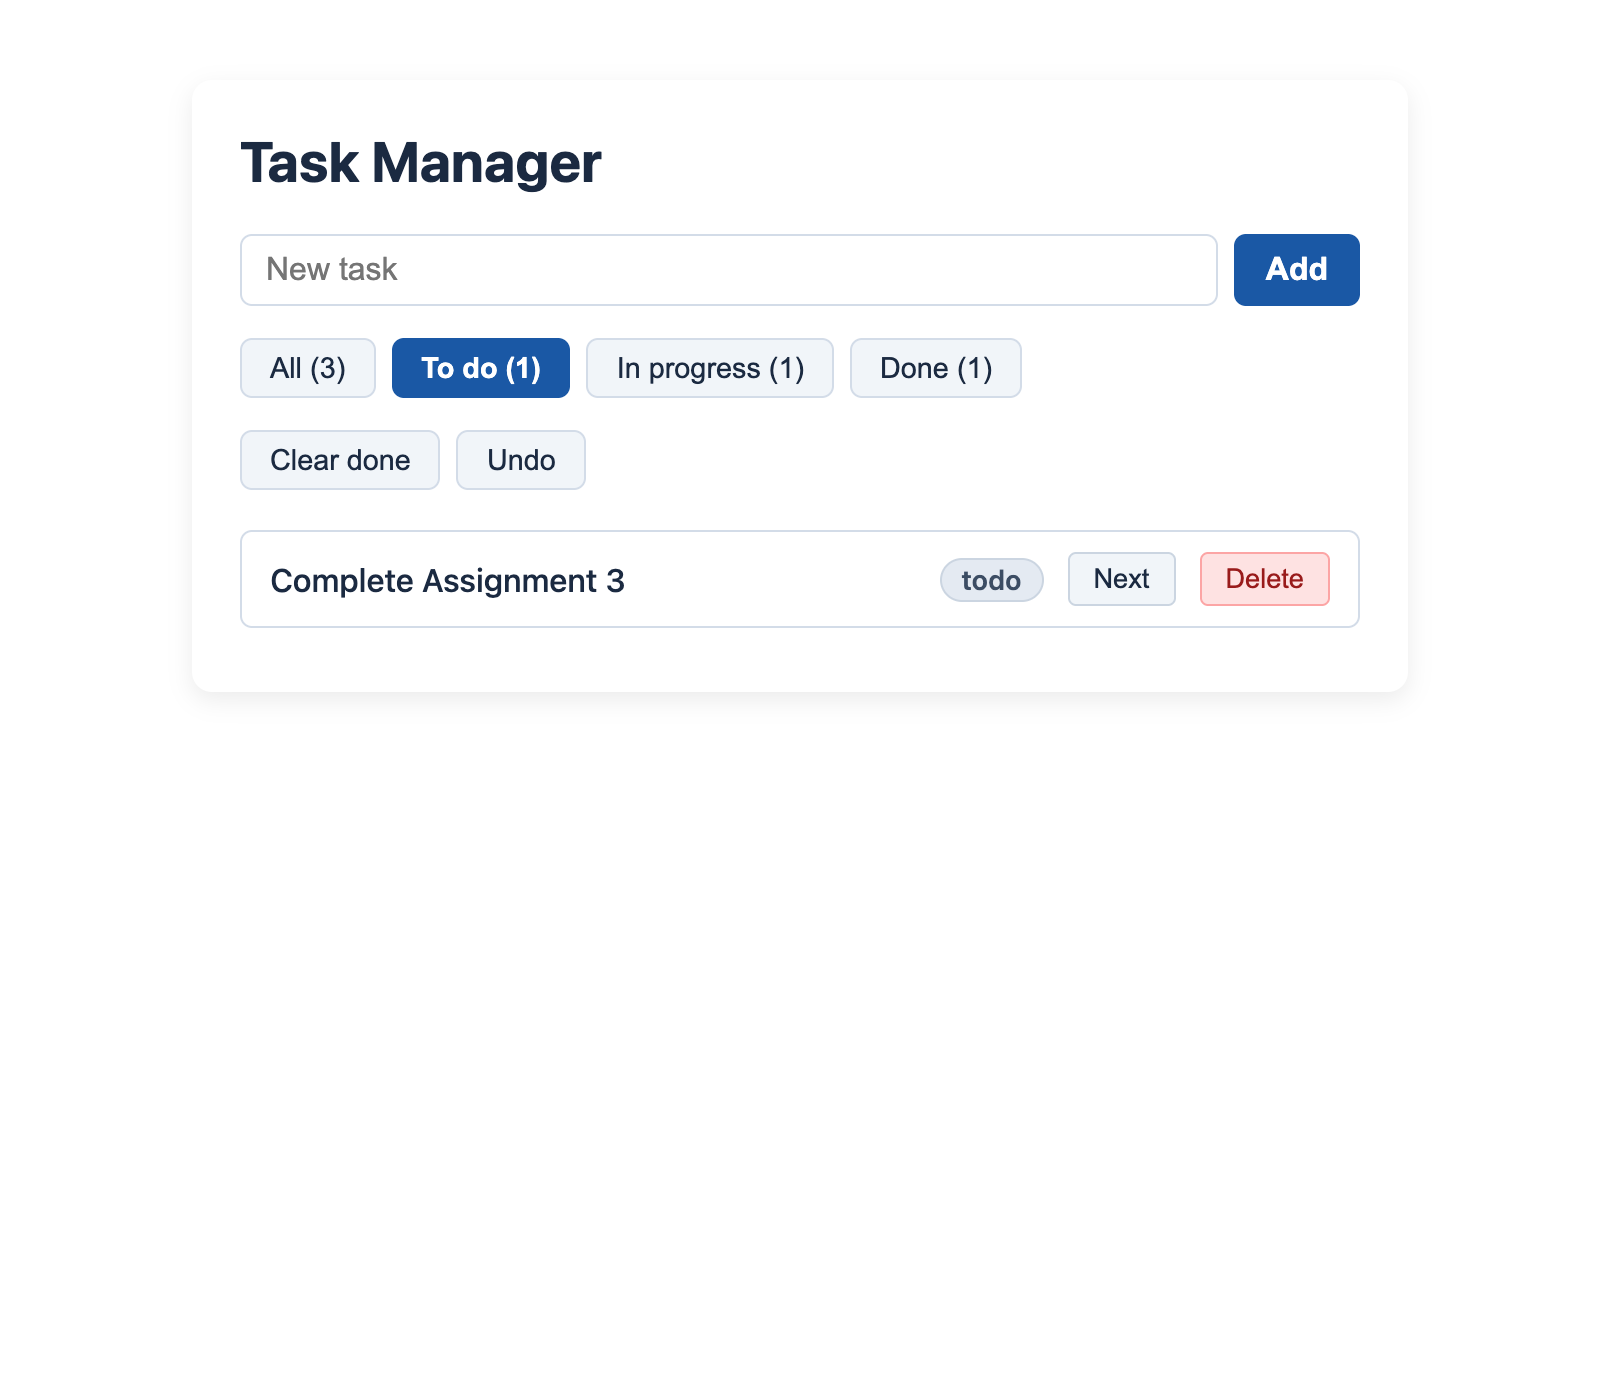 Task Manager
New task Add
All (3) To do (1) In progress (1) Done (1)
Clear done Undo
Complete Assignment 3 todo Next Delete